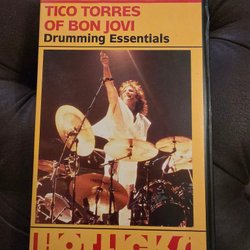 TICO TORRES
OF BON JOVI
Drumming Essentials
HOT LICKS